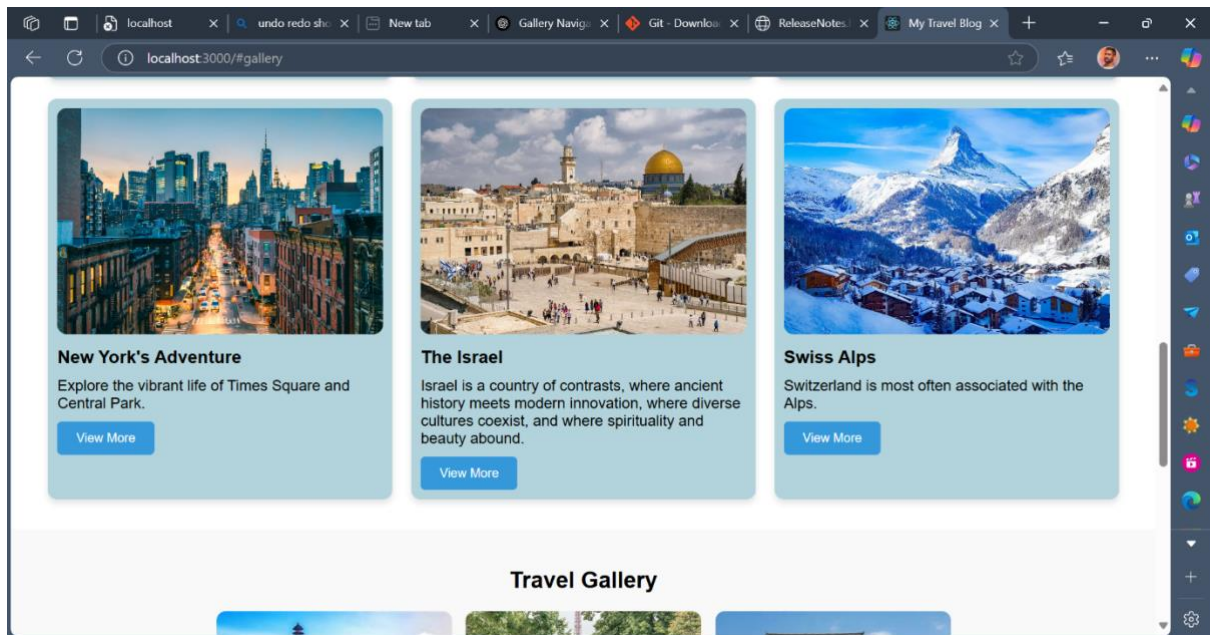 localhost
undo redo sho
New tab
Gallery Naviga
Git - Downloa
ReleaseNotes.
My Travel Blog
localhost:3000/#gallery
New York's Adventure
Explore the vibrant life of Times Square and
Central Park.
View More
The Israel
Israel is a country of contrasts, where ancient
history meets modern innovation, where diverse
cultures coexist, and where spirituality and
beauty abound.
View More
Swiss Alps
Switzerland is most often associated with the
Alps.
View More
Travel Gallery